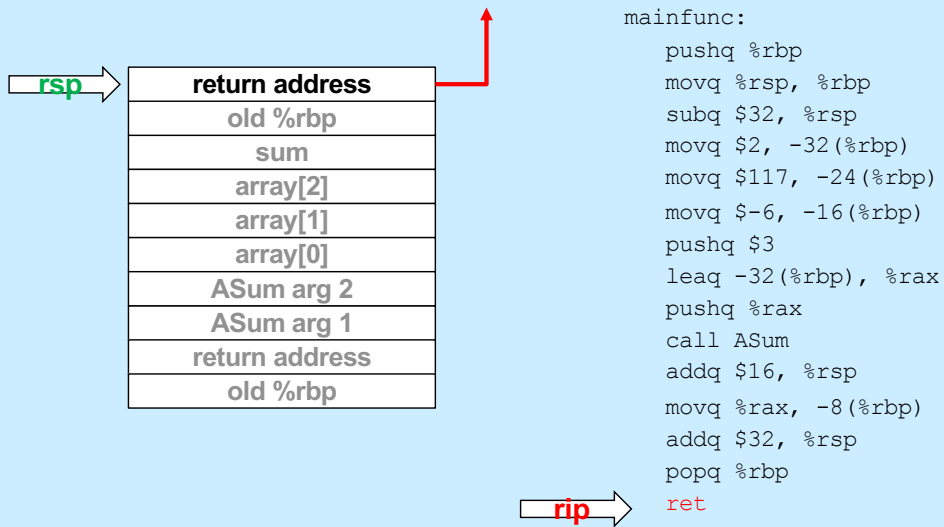 rsp
return address
old %rbp
sum
array[2]
array[1]
array[0]
ASum arg 2
ASum arg 1
return address
old %rbp
mainfunc:
pushq %rbp
movq %rsp, %rbp
subq $32, %rsp
movq $2, -32(%rbp)
movq $117, -24(%rbp)
movq $-6, -16(%rbp)
pushq $3
leaq -32(%rbp), %rax
pushq %rax
call ASum
addq $16, %rsp
movq %rax, -8(%rbp)
addq $32, %rsp
popq %rbp
rip
ret